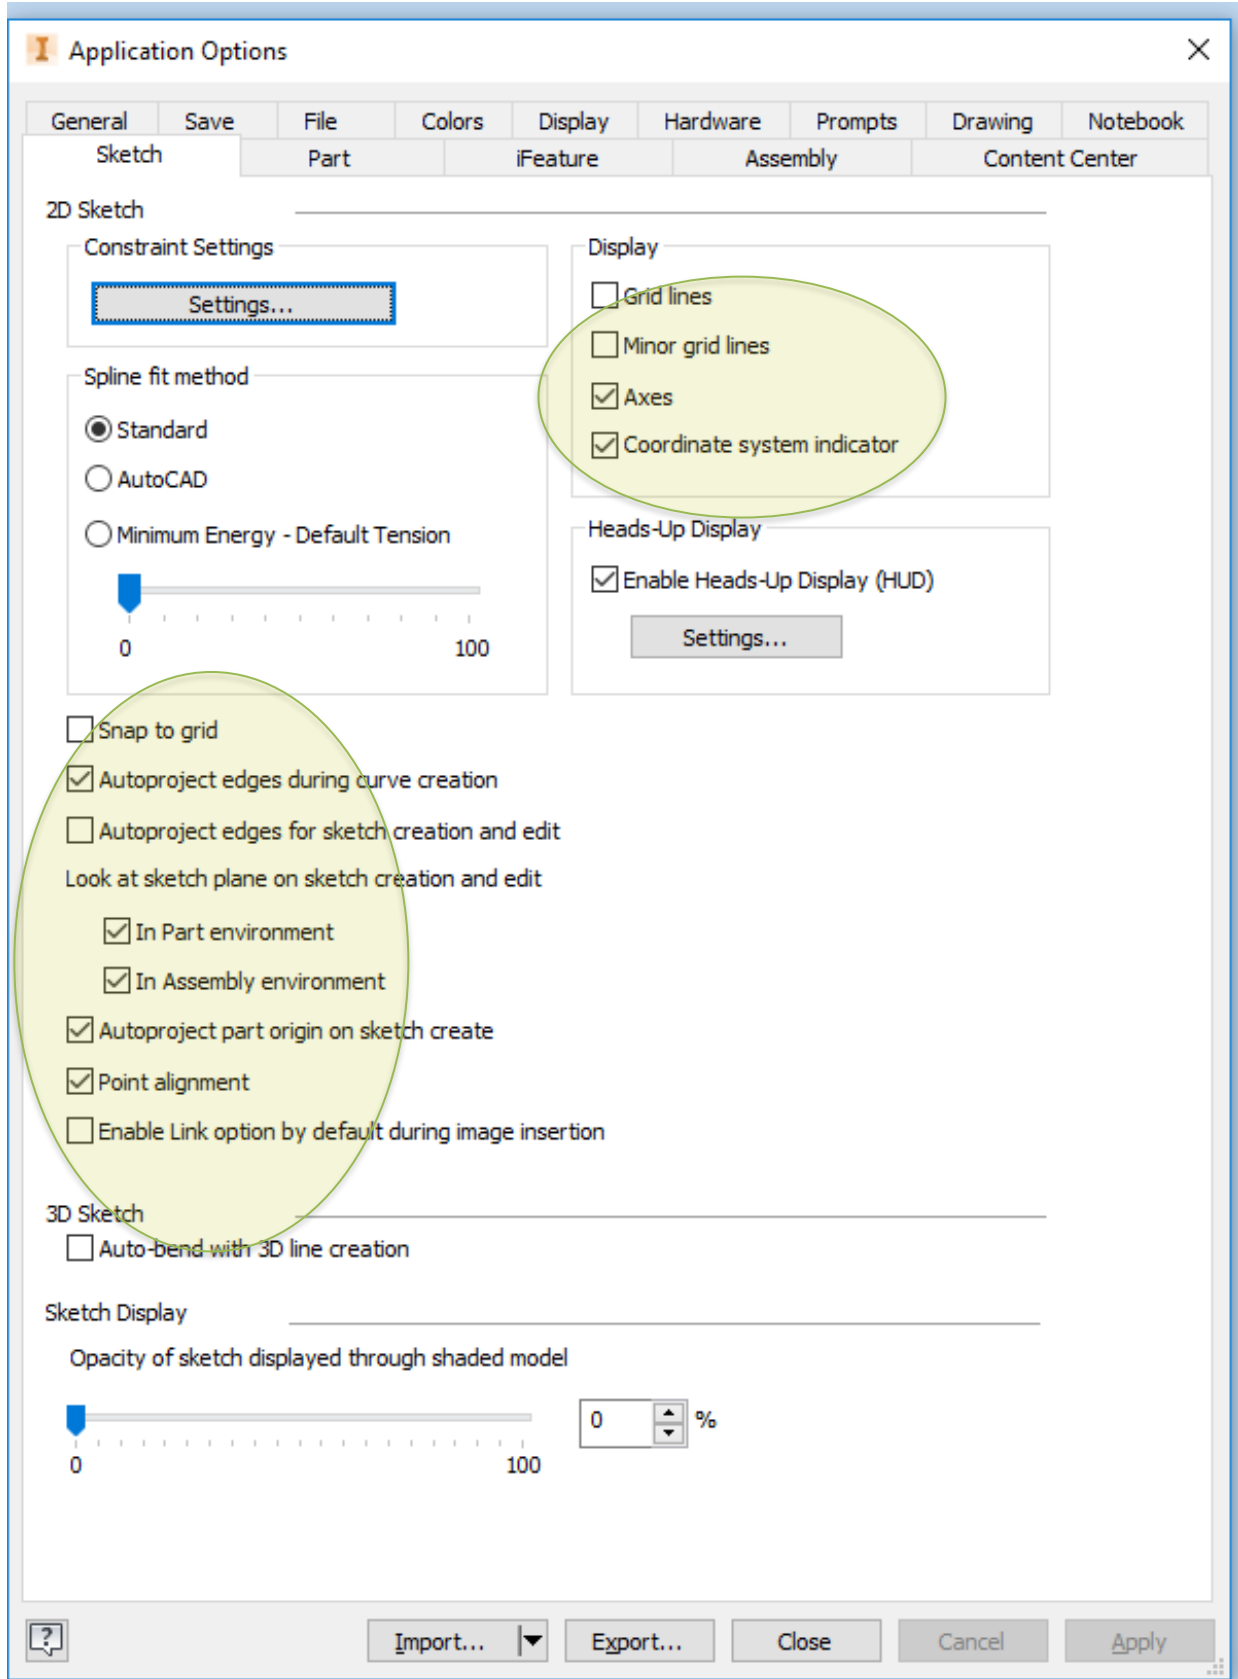 Application Options
General Save File Colors Display Hardware Prompts Drawing Notebook
Sketch Part iFeature Assembly Content Center
2D Sketch
Constraint Settings
Settings...
Spline fit method
Standard
AutoCAD
Minimum Energy - Default Tension
0 100
Display
Grid lines
Minor grid lines
Axes
Coordinate system indicator
Heads-Up Display
Enable Heads-Up Display (HUD)
Settings...
Snap to grid
Autoproject edges during curve creation
Autoproject edges for sketch creation and edit
Look at sketch plane on sketch creation and edit
In Part environment
In Assembly environment
Autoproject part origin on sketch create
Point alignment
Enable Link option by default during image insertion
3D Sketch
Auto-bend with 3D line creation
Sketch Display
Opacity of sketch displayed through shaded model
0 %
0 100
Import... Export... Close Cancel Apply